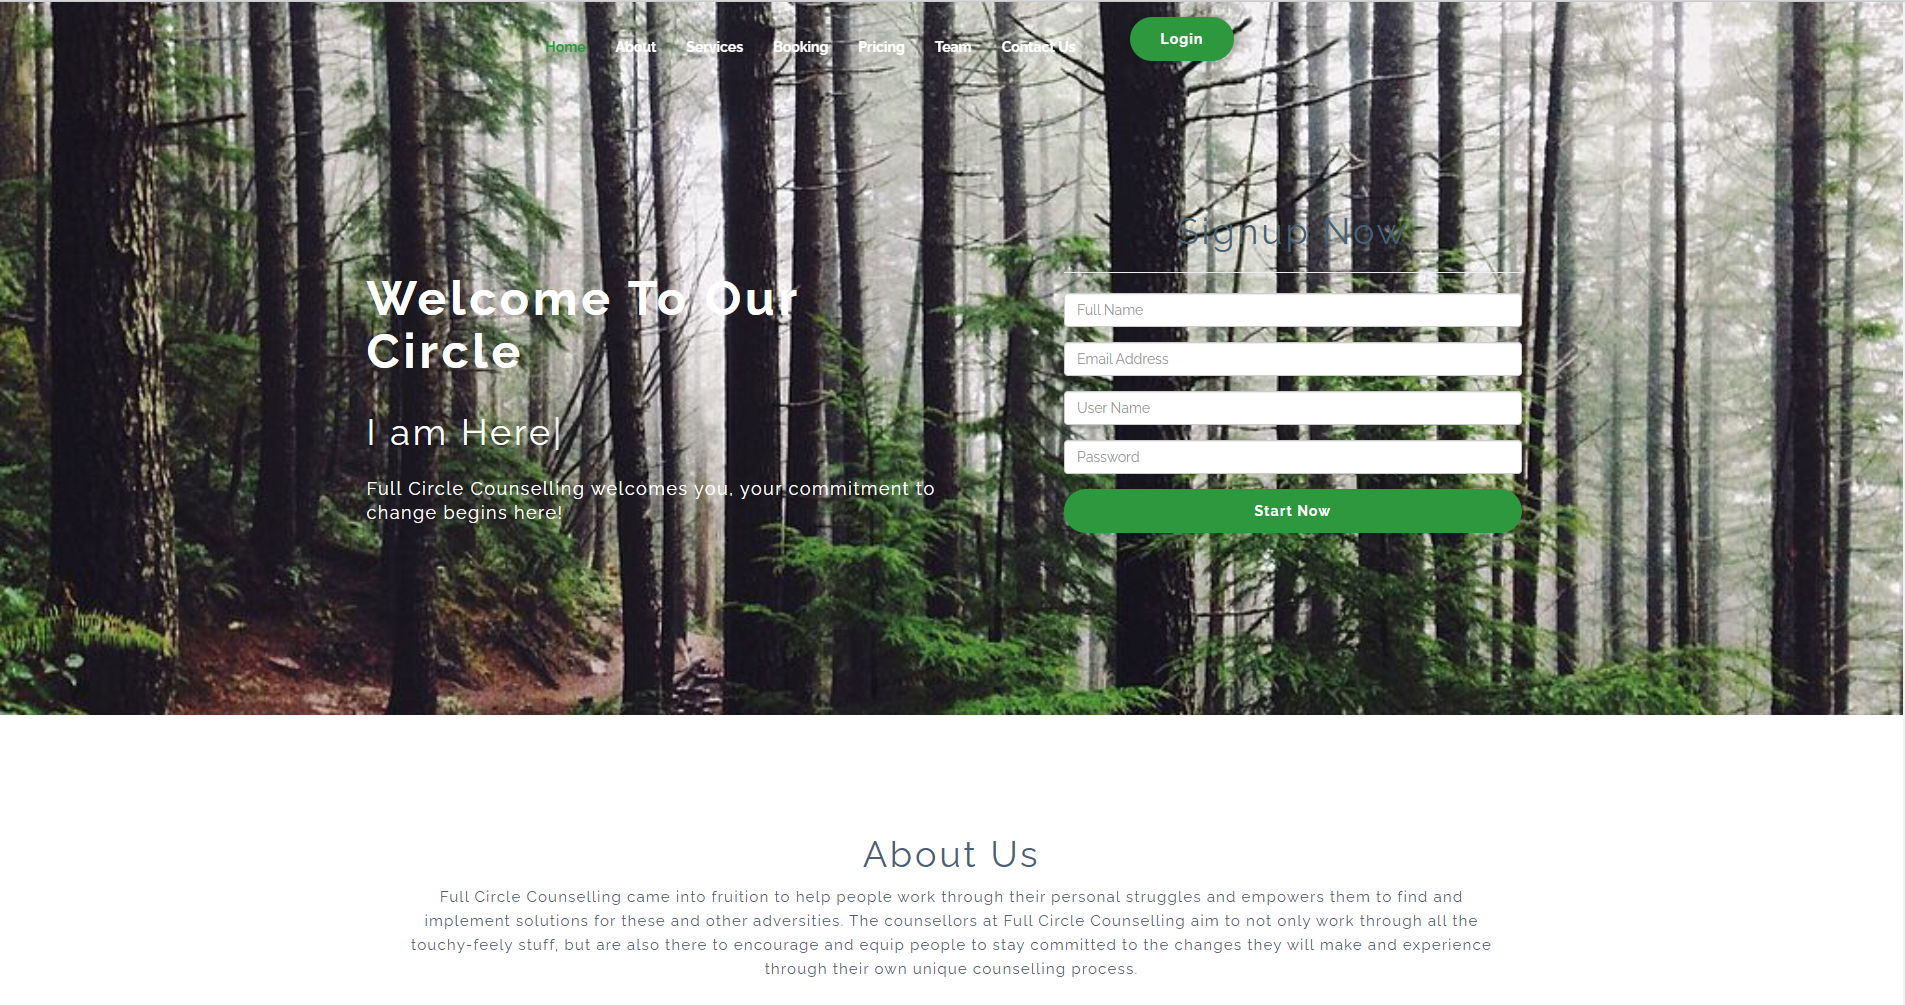 Home About Services Booking Pricing Team Contact Us Login
Welcome To Our
Circle
I am Here|
Full Circle Counselling welcomes you, your commitment to
change begins here!
Signup Now
Full Name
Email Address
User Name
Password
Start Now
About Us
Full Circle Counselling came into fruition to help people work through their personal struggles and empowers them to find and
implement solutions for these and other adversities. The counsellors at Full Circle Counselling aim to not only work through all the
touchy-feely stuff, but are also there to encourage and equip people to stay committed to the changes they will make and experience
through their own unique counselling process.